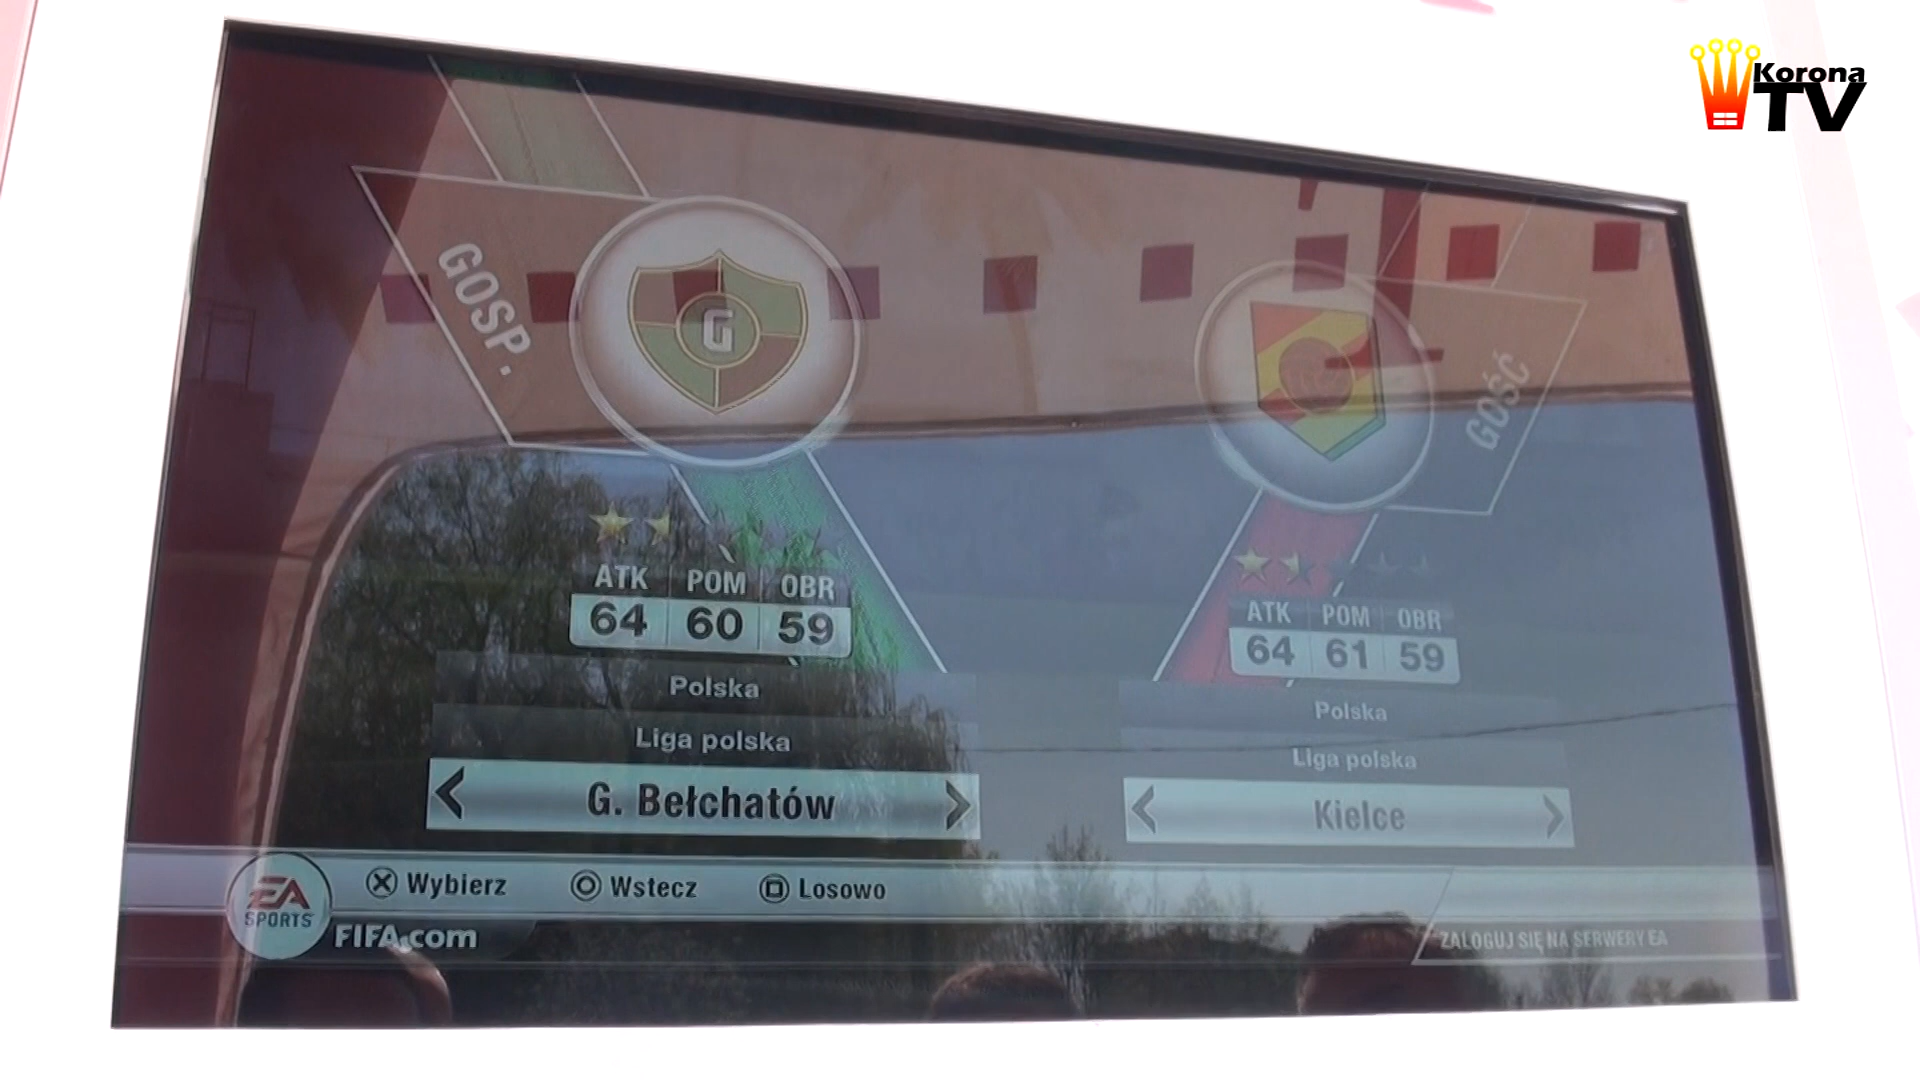 Korona
TV
GOSP.
G
GOŚĆ
ATK POM OBR
64 60 59
ATK POM OBR
64 61 59
Polska
Liga polska
G. Bełchatów
Polska
Liga polska
Kielce
Wybierz Wstecz Losowo
EA
SPORTS
FIFA.com
ZALOGUJ SIĘ NA SERWERY EA